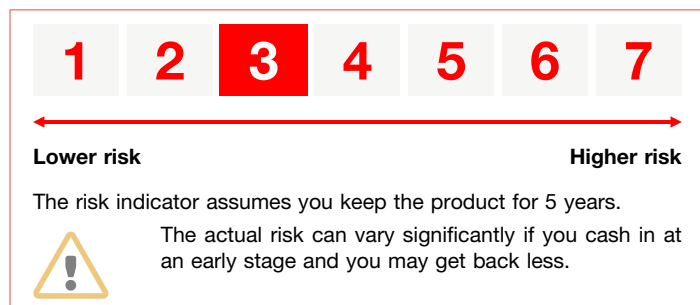 1 2 3 4 5 6 7
Lower risk Higher risk
The risk indicator assumes you keep the product for 5 years.
The actual risk can vary significantly if you cash in at
an early stage and you may get back less.